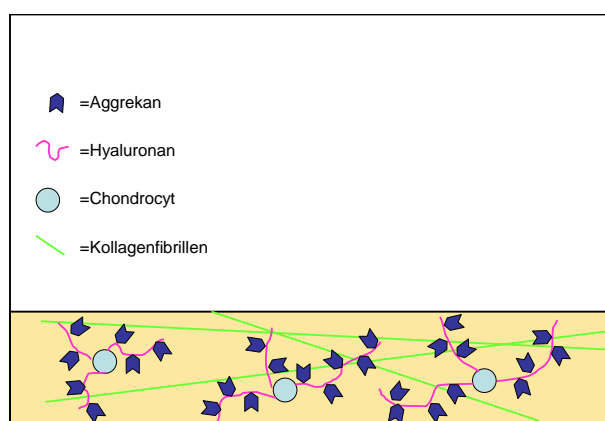 =Aggrekan
=Hyaluronan
=Chondrocyt
=Kollagenfibrillen